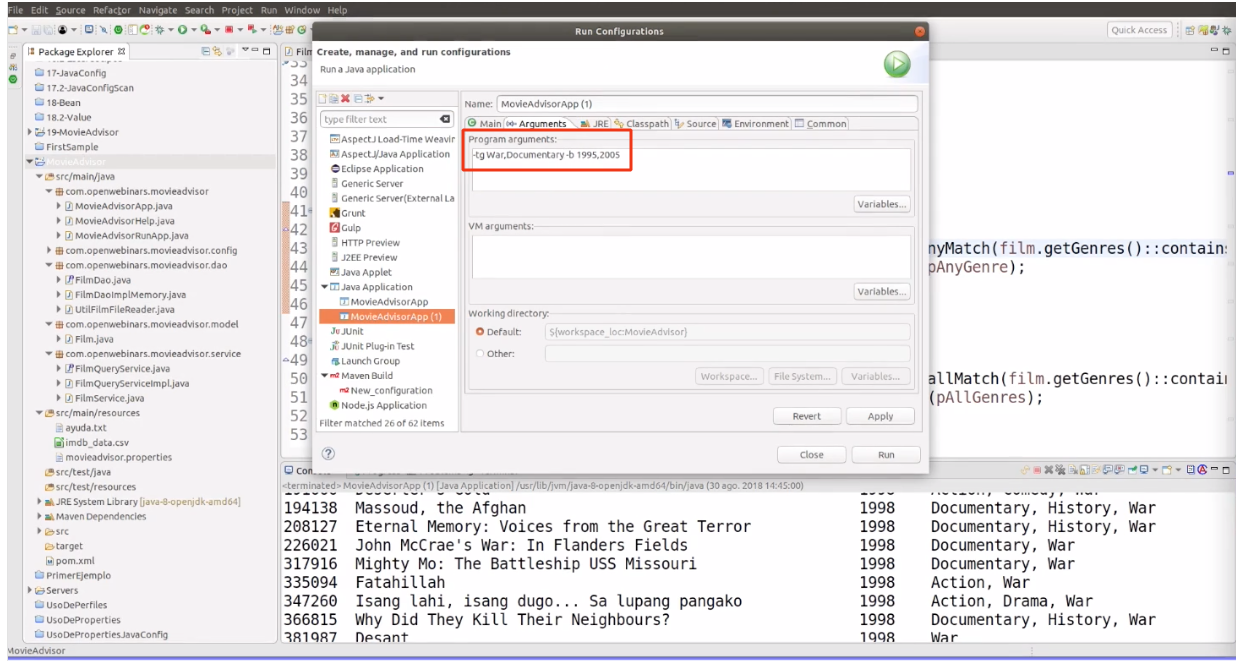 File Edit Source Refactor Navigate Search Project Run Window Help
Quick Access
Package Explorer
17-JavaConfig
17.2-JavaConfigScan
18-Bean
18.2-Value
19-MovieAdvisor
FirstSample
MovieAdvisor
src/main/java
com.openwebinars.movieadvisor
MovieAdvisorApp.java
MovieAdvisorHelp.java
MovieAdvisorRunApp.java
com.openwebinars.movieadvisor.config
com.openwebinars.movieadvisor.dao
FilmDao.java
FilmDaoImplMemory.java
UtilFilmFileReader.java
com.openwebinars.movieadvisor.model
Film.java
com.openwebinars.movieadvisor.service
FilmQueryService.java
FilmQueryServiceImpl.java
FilmService.java
src/main/resources
ayuda.txt
imdb_data.csv
movieadvisor.properties
src/test/java
src/test/resources
JRE System Library [java-8-openjdk-amd64]
Maven Dependencies
src
target
pom.xml
PrimerEjemplo
Servers
UsoDePerfiles
UsoDeProperties
UsoDeProperties.JavaConfig
MovieAdvisor
33
34
35
36
37
38
39
40
41
42
43
44
45
46
47
48
49
50
51
52
53
nyMatch(film.getGenres()::contain
pAnyGenre);
allMatch(film.getGenres()::contai
(pAllGenres);
Run Configurations
Create, manage, and run configurations
Run a Java application
type filter text
AspectJ Load-Time Weavin
AspectJ/Java Application
Eclipse Application
Generic Server
Generic Server(External La
Grunt
Gulp
HTTP Preview
J2EE Preview
Java Applet
Java Application
MovieAdvisorApp
MovieAdvisorApp (1)
JUnit
JUnit Plug-in Test
Launch Group
Maven Build
New_configuration
Node.js Application
Filter matched 26 of 62 items
Name: MovieAdvisorApp (1)
Main Arguments JRE Classpath Source Environment Common
Program arguments:
-tg War,Documentary -b 1995,2005
Variables...
VM arguments:
Variables...
Working directory:
Default: ${workspace_loc:MovieAdvisor}
Other:
Workspace... File System... Variables...
Revert Apply
Close Run
<terminated> MovieAdvisorApp (1) [Java Application] /usr/lib/jvm/java-8-openjdk-amd64/bin/java (30 ago. 2018 14:45:00)
194138 Massoud, the Afghan 1998 Documentary, History, War
208127 Eternal Memory: Voices from the Great Terror 1998 Documentary, History, War
226021 John McCrae's War: In Flanders Fields 1998 Documentary, War
317916 Mighty Mo: The Battleship USS Missouri 1998 Documentary, War
335094 Fatahillah 1998 Action, War
347260 Isang lahi, isang dugo... Sa lupang pangako 1998 Action, Drama, War
366815 Why Did They Kill Their Neighbours? 1998 Documentary, History, War
381987 Desant 1998 War